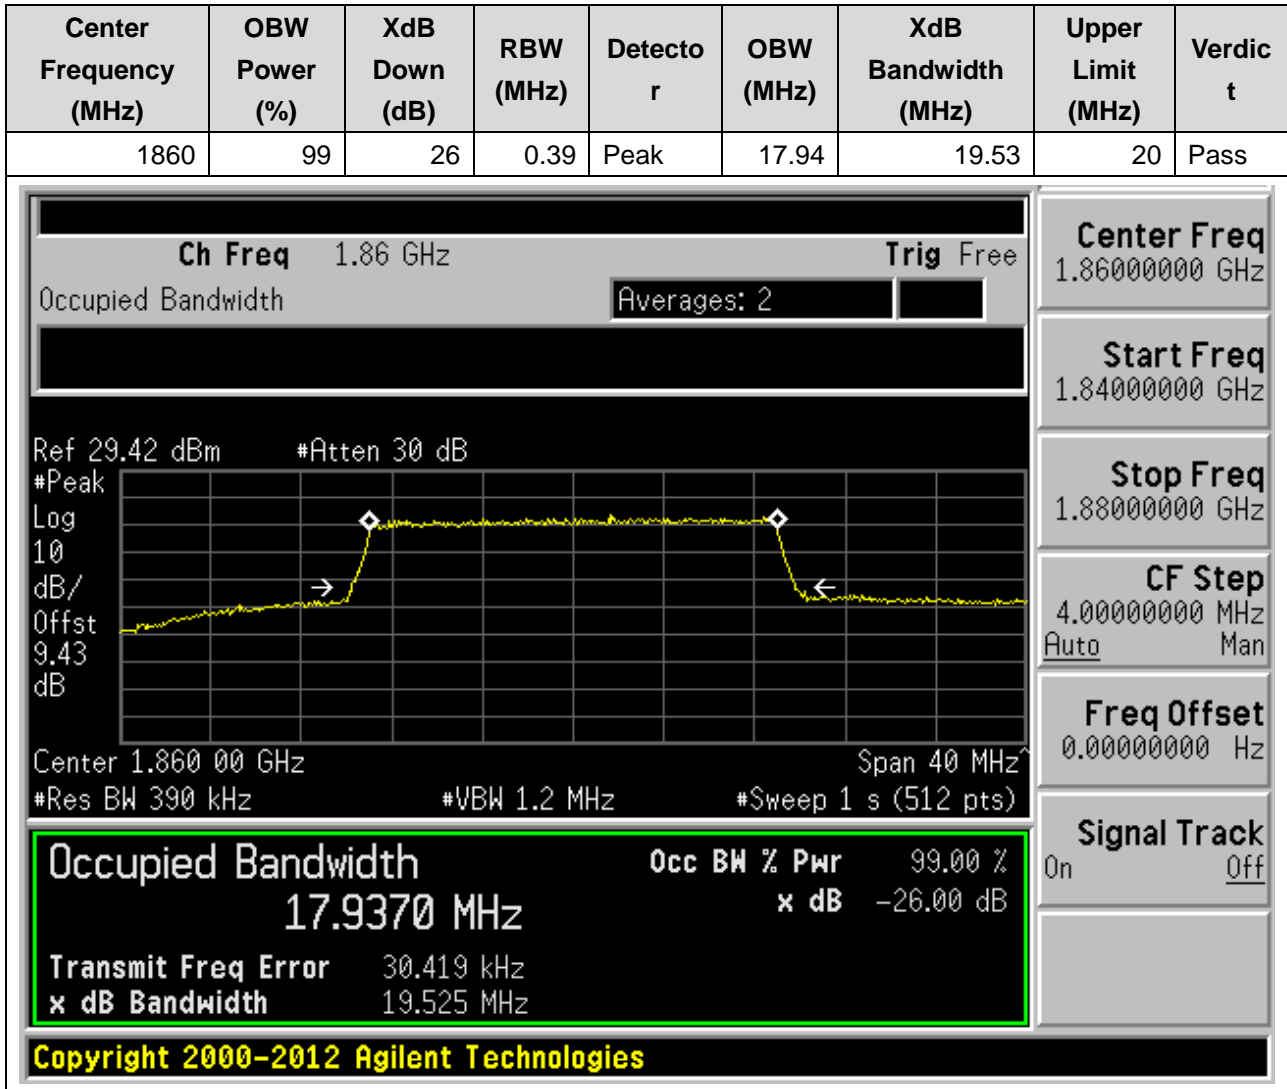 Center Frequency (MHz) OBW Power (%) XdB Down (dB) RBW (MHz) Detecto r OBW (MHz) XdB Bandwidth (MHz) Upper Limit (MHz) Verdic t
1860 99 26 0.39 Peak 17.94 19.53 20 Pass
Ch Freq 1.86 GHz Trig Free
Occupied Bandwidth Averages: 2
Ref 29.42 dBm #Atten 30 dB
#Peak
Log
10
dB/
Offst
9.43
dB
Center 1.860 00 GHz Span 40 MHz^
#Res BW 390 kHz #VBW 1.2 MHz #Sweep 1 s (512 pts)
Occupied Bandwidth Occ BW % Pwr 99.00 %
17.9370 MHz x dB -26.00 dB
Transmit Freq Error 30.419 kHz
x dB Bandwidth 19.525 MHz
Copyright 2000-2012 Agilent Technologies
Center Freq
1.86000000 GHz
Start Freq
1.84000000 GHz
Stop Freq
1.88000000 GHz
CF Step
4.00000000 MHz
Auto Man
Freq Offset
0.00000000 Hz
Signal Track
On Off